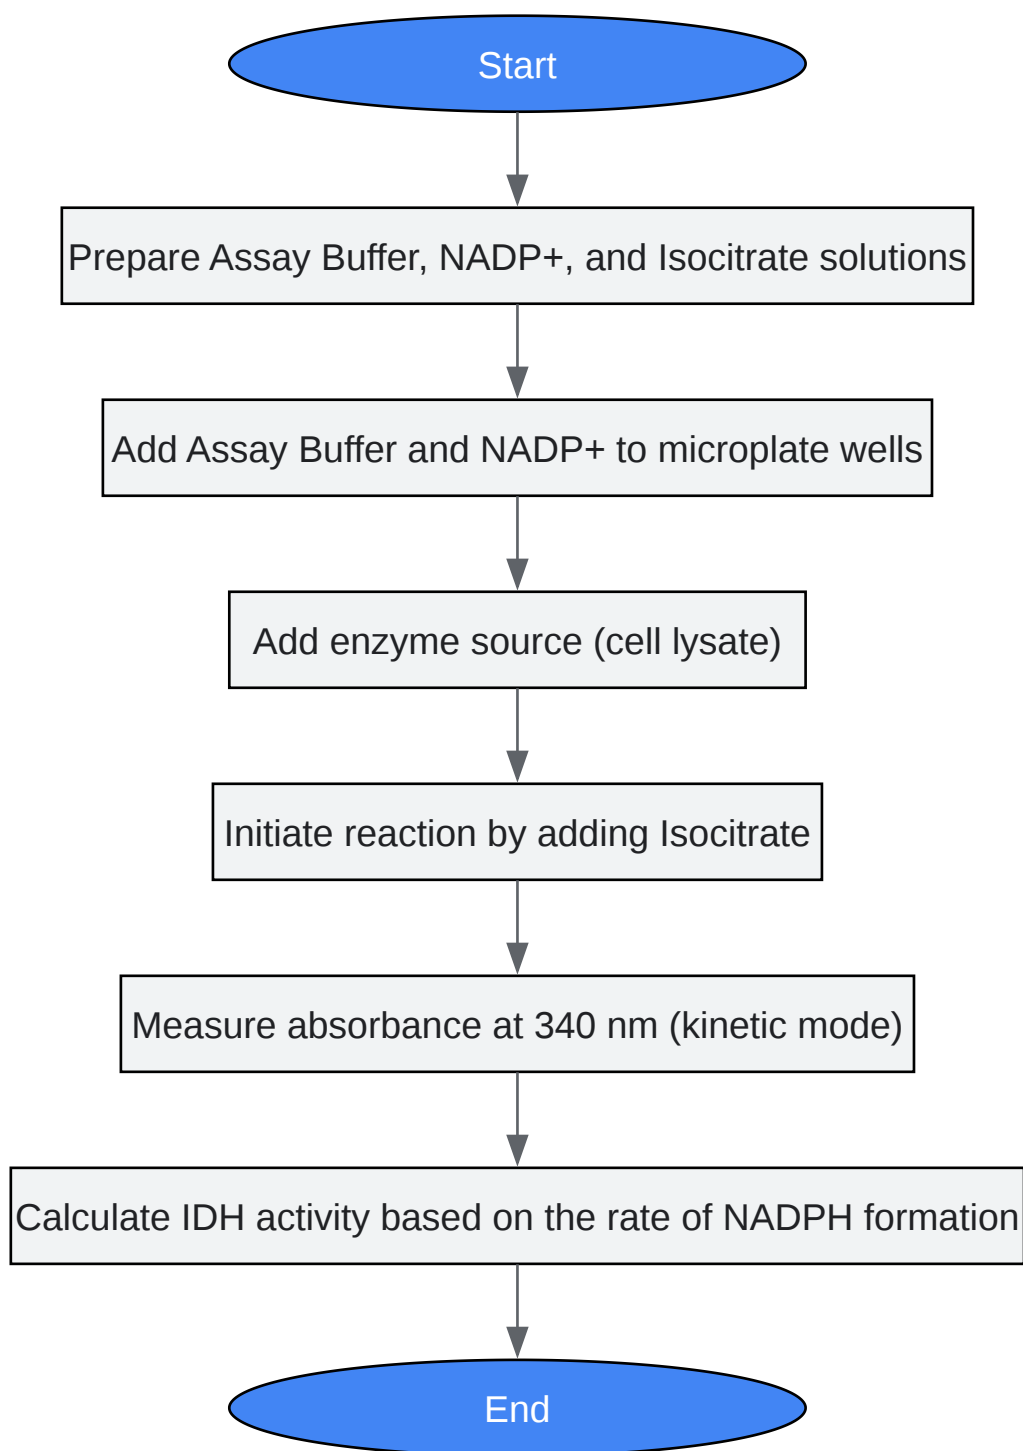 Start
Prepare Assay Buffer, NADP+, and Isocitrate solutions
Add Assay Buffer and NADP+ to microplate wells
Add enzyme source (cell lysate)
Initiate reaction by adding Isocitrate
Measure absorbance at 340 nm (kinetic mode)
Calculate IDH activity based on the rate of NADPH formation
End